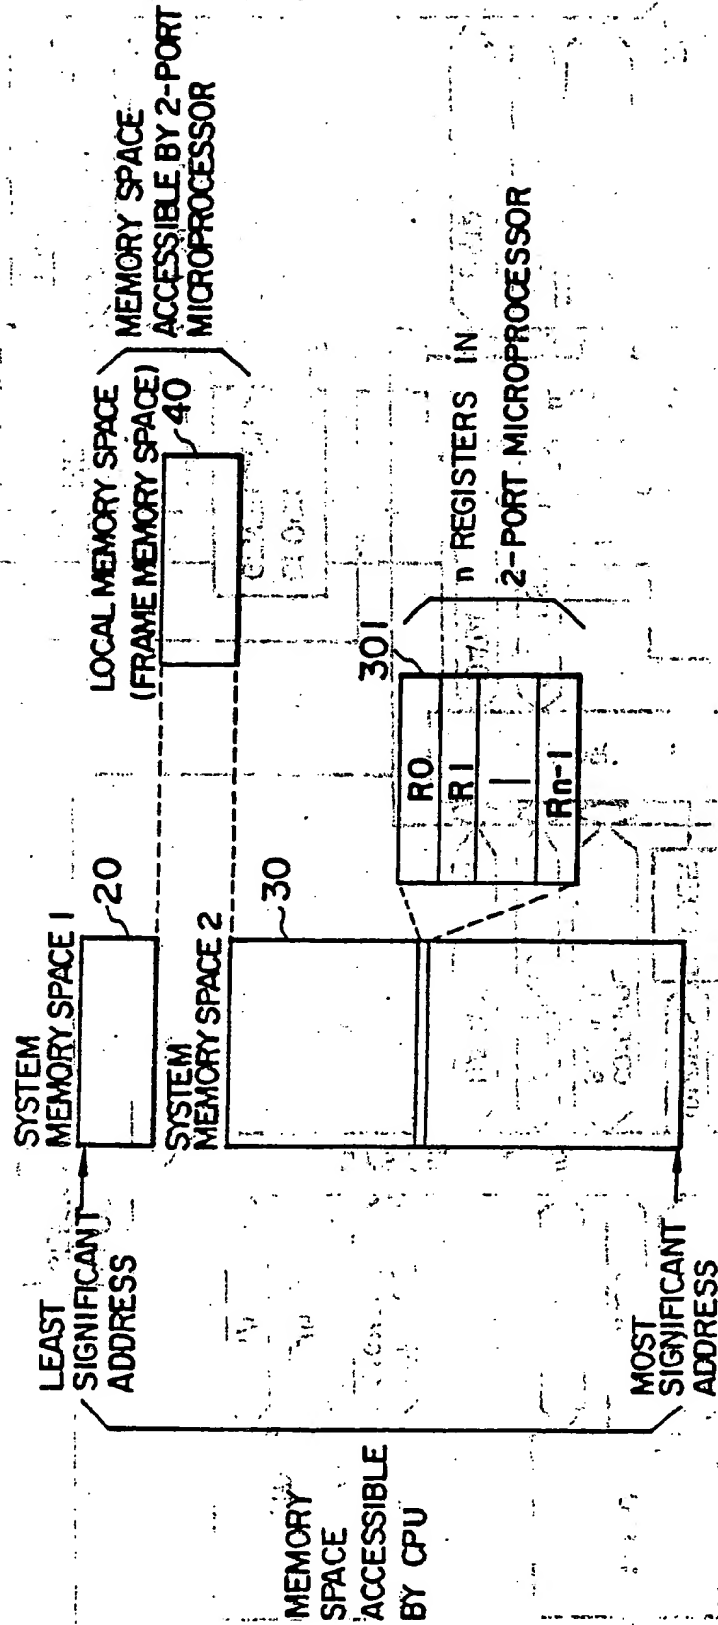 MEMORY
SPACE
ACCESSIBLE
BY CPU
LEAST
SIGNIFICANT
ADDRESS
MOST
SIGNIFICANT
ADDRESS
SYSTEM
MEMORY SPACE 1
20
SYSTEM
MEMORY SPACE 2
30
LOCAL MEMORY SPACE
(FRAME MEMORY SPACE)
40
MEMORY SPACE
ACCESSIBLE BY 2-PORT
MICROPROCESSOR
301
R0
R1
Rn-1
n REGISTERS IN
2-PORT MICROPROCESSOR